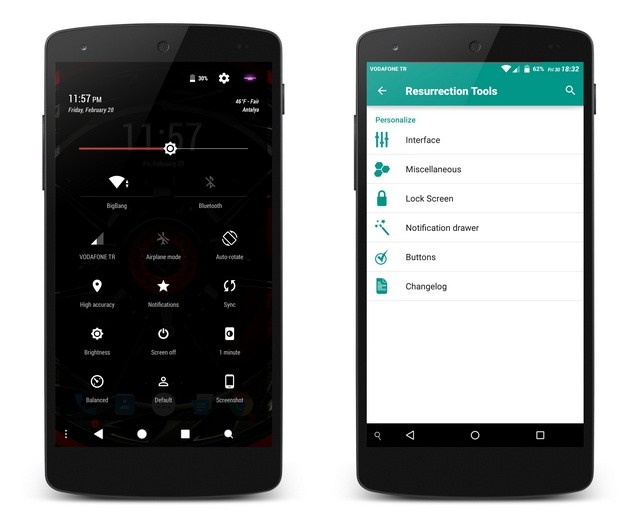 30%
11:57 PM
Friday, February 20
46°F - Fair
Antalya
11:57
BigBang
Bluetooth
VODAFONE TR
Airplane mode
Auto-rotate
High accuracy
Notifications
Sync
Brightness
Screen off
1 minute
Balanced
Default
Screenshot
VODAFONE TR
62% FRI 30 18:32
Resurrection Tools
Personalize
Interface
Miscellaneous
Lock Screen
Notification drawer
Buttons
Changelog